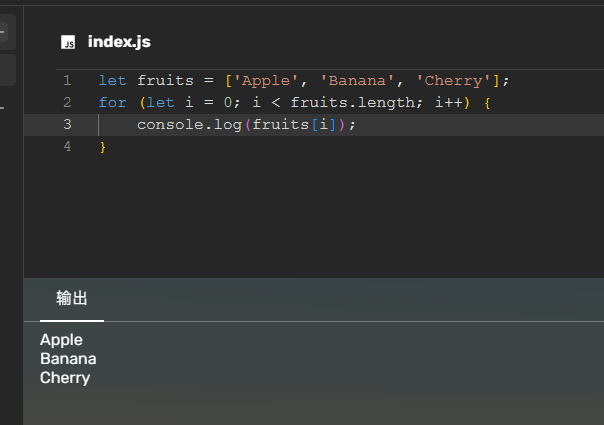 JS index.js
1 let fruits = ['Apple', 'Banana', 'Cherry'];
2 for (let i = 0; i < fruits.length; i++) {
3     console.log(fruits[i]);
4 }
输出
Apple
Banana
Cherry